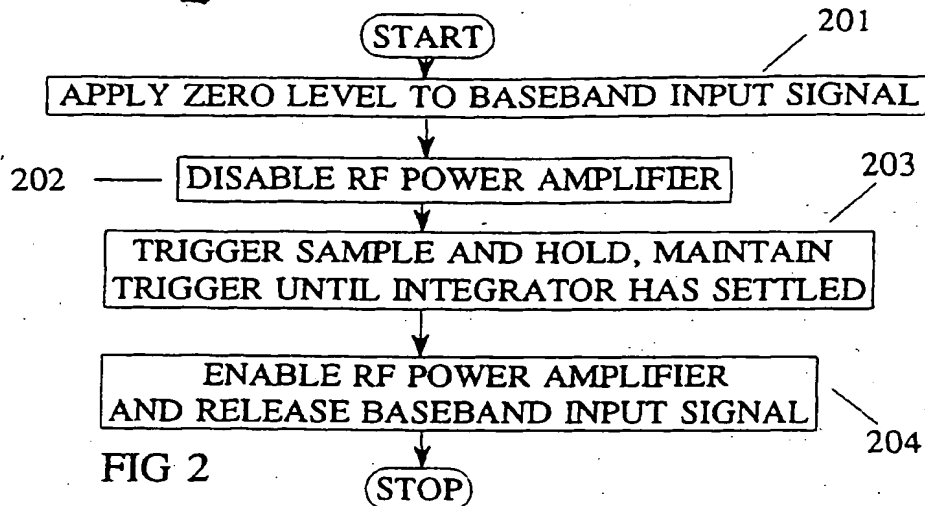 START
201
APPLY ZERO LEVEL TO BASEBAND INPUT SIGNAL
202
DISABLE RF POWER AMPLIFIER
203
TRIGGER SAMPLE AND HOLD, MAINTAIN
TRIGGER UNTIL INTEGRATOR HAS SETTLED
ENABLE RF POWER AMPLIFIER
AND RELEASE BASEBAND INPUT SIGNAL
204
FIG 2
STOP